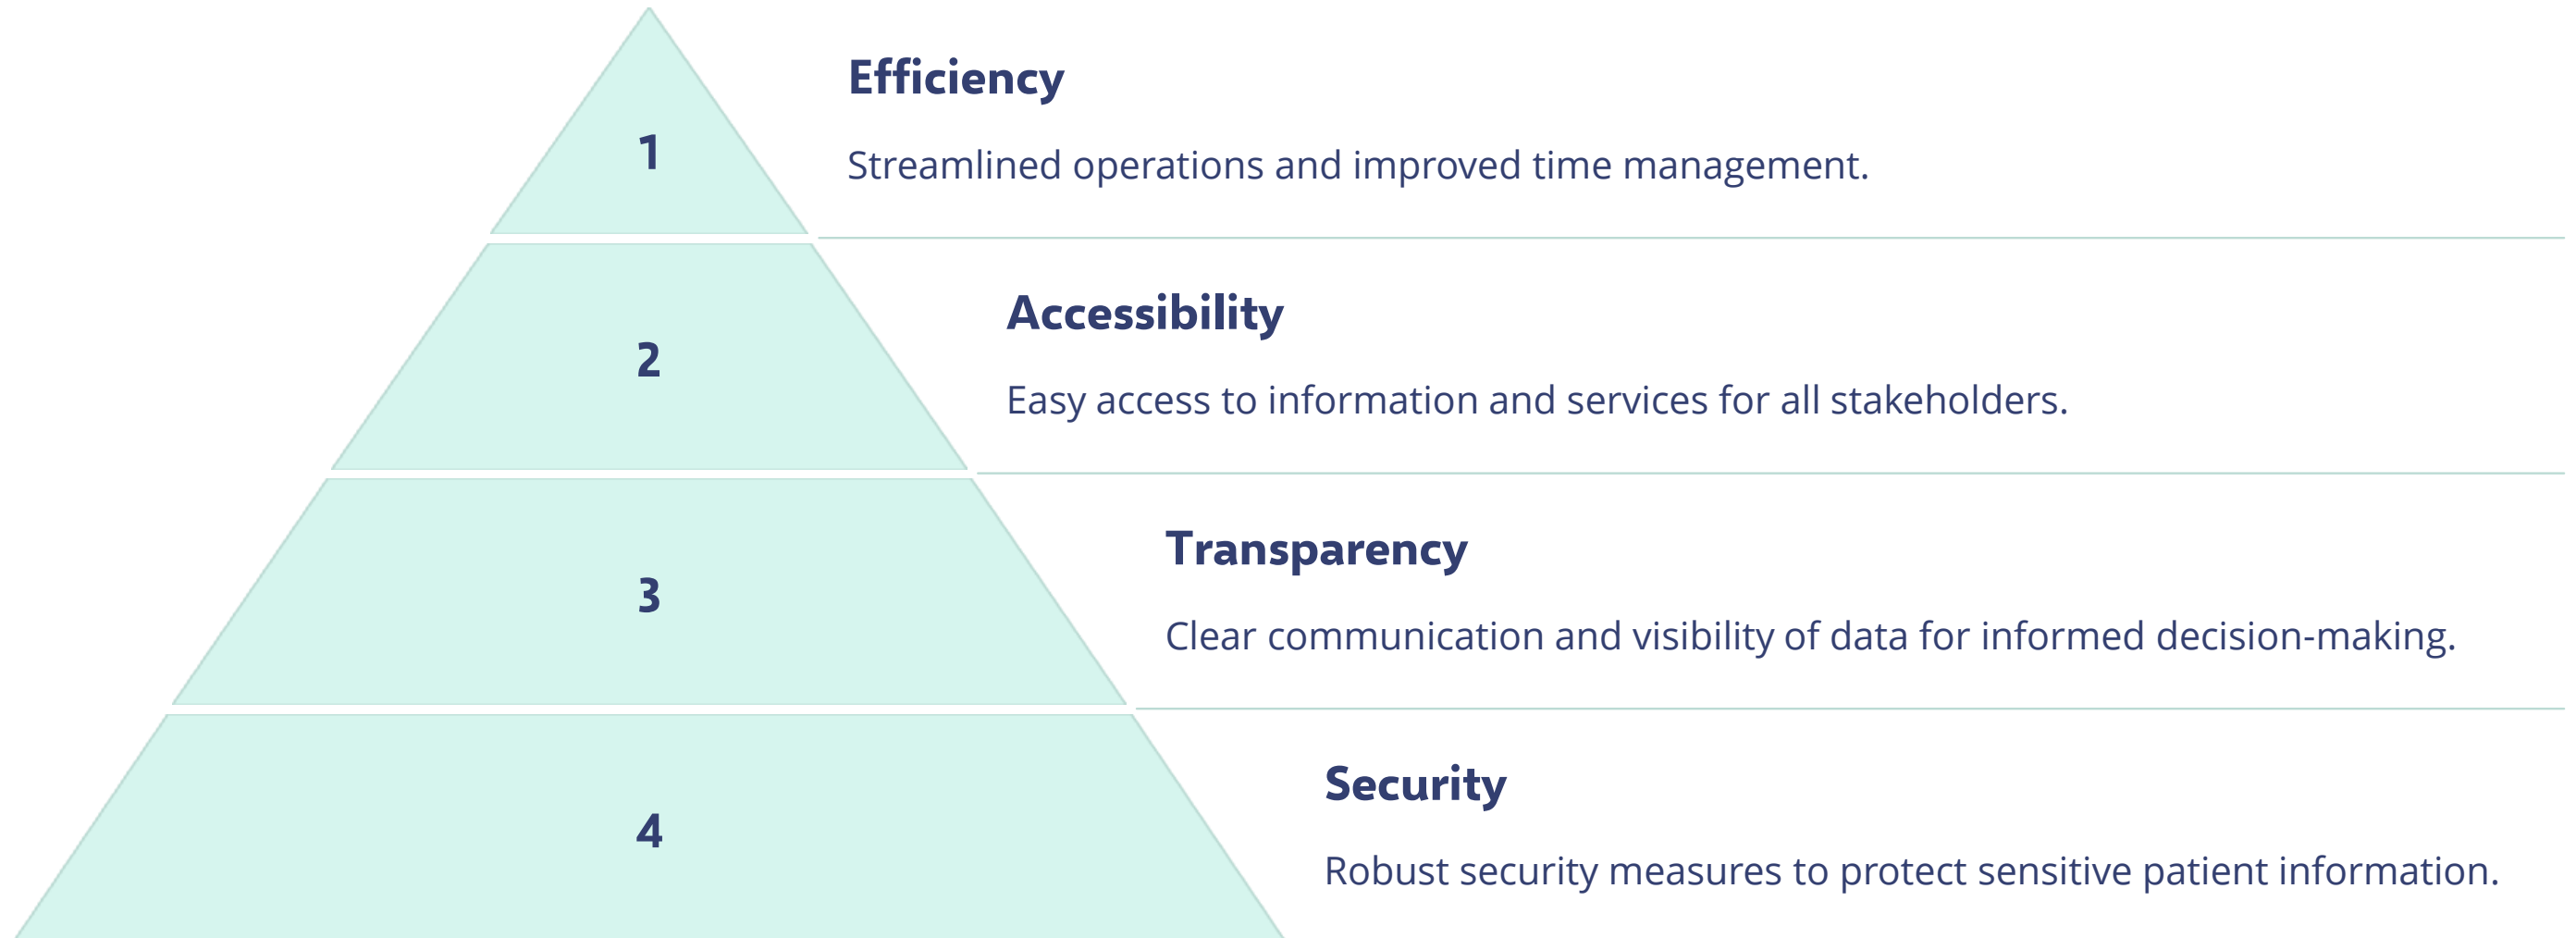 1
Efficiency
Streamlined operations and improved time management.
2
Accessibility
Easy access to information and services for all stakeholders.
3
Transparency
Clear communication and visibility of data for informed decision-making.
4
Security
Robust security measures to protect sensitive patient information.